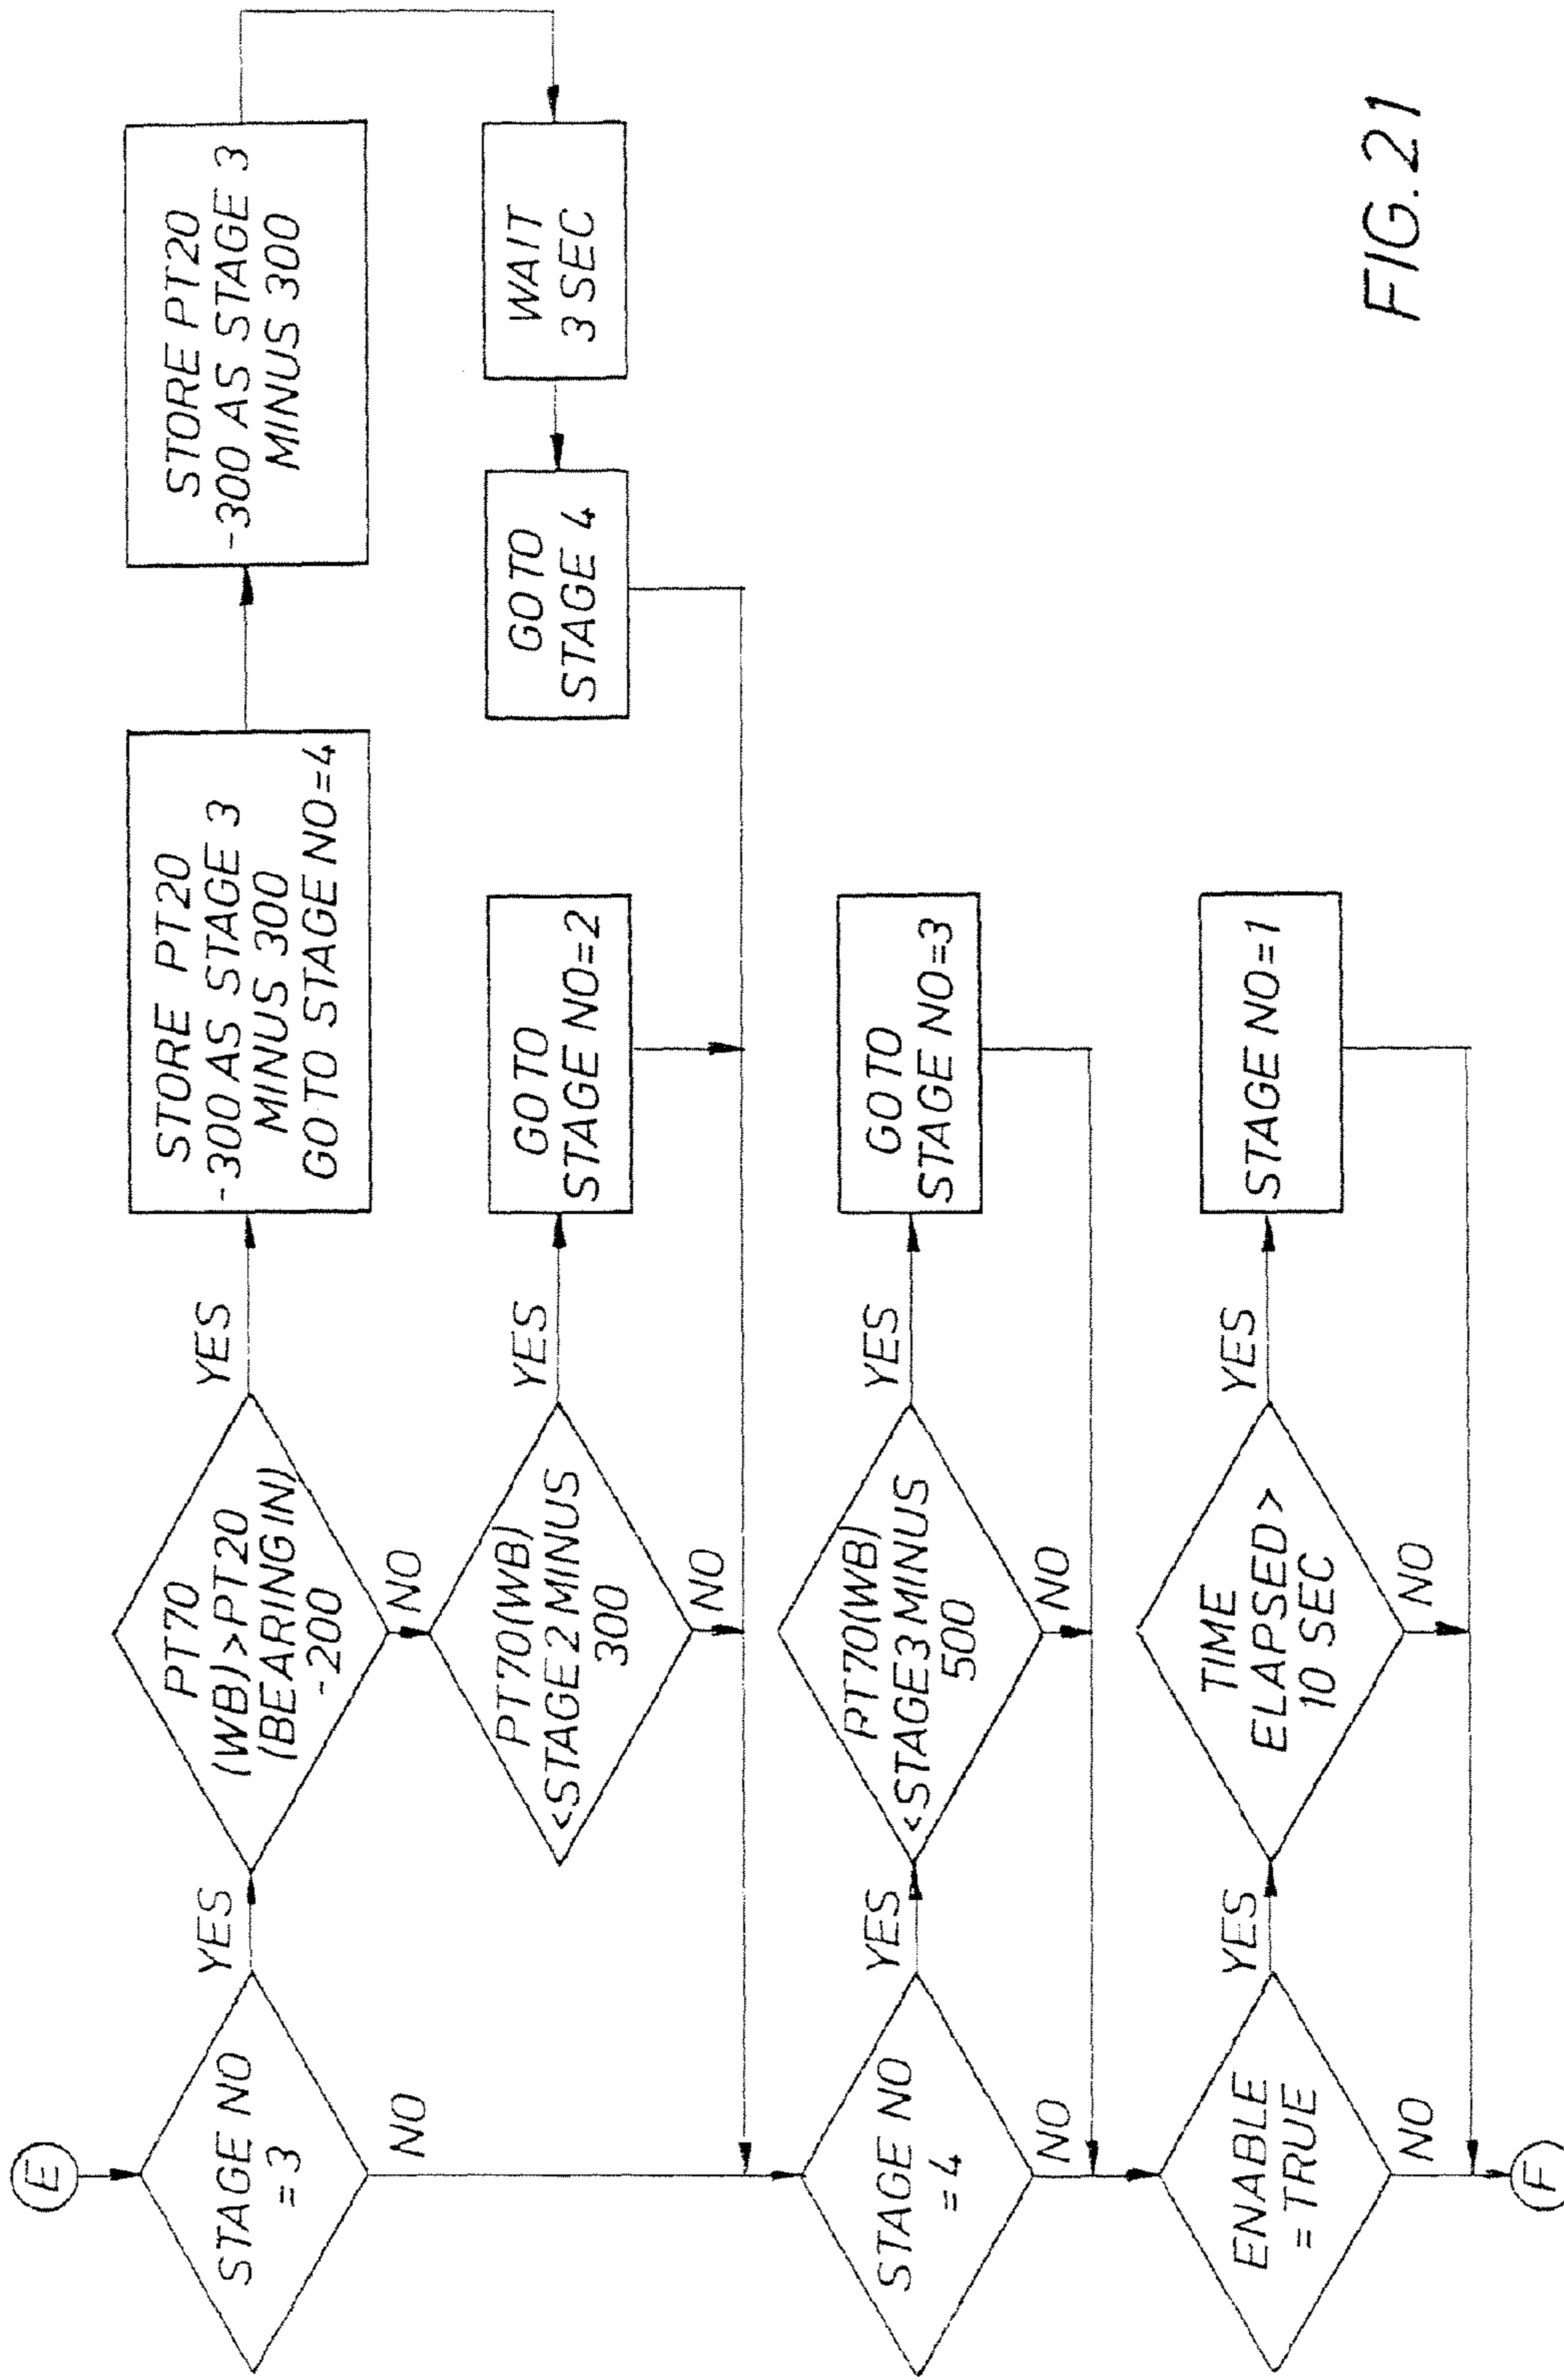 E
STAGE NO
= 3
YES
NO
PT70
(WB)>PT20
(BEARING IN)
-200
YES
NO
STORE PT20
-300 AS STAGE 3
MINUS 300
GO TO STAGE NO=4
STORE PT20
-300 AS STAGE 3
MINUS 300
WAIT
3 SEC
GO TO
STAGE 4
PT70(WB)
<STAGE2 MINUS
300
YES
NO
GO TO
STAGE NO=2
STAGE NO
=4
YES
NO
PT70(WB)
<STAGE3 MINUS
500
YES
NO
GO TO
STAGE NO=3
ENABLE
= TRUE
YES
NO
TIME
ELAPSED>
10 SEC
YES
NO
STAGE NO=1
F
FIG. 21